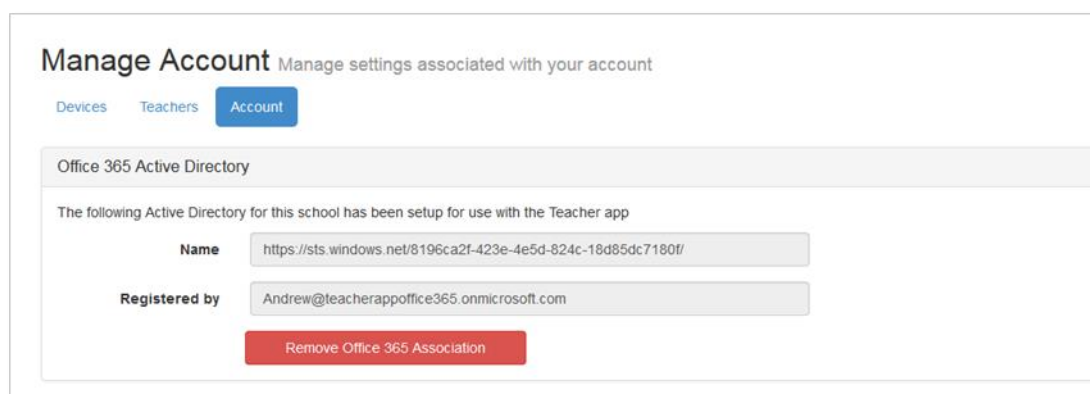 Manage Account Manage settings associated with your account
Devices Teachers Account
Office 365 Active Directory
The following Active Directory for this school has been setup for use with the Teacher app
Name https://sts.windows.net/8196ca2f-423e-4e5d-824c-18d85dc7180f/
Registered by Andrew@teacherappoffice365.onmicrosoft.com
Remove Office 365 Association